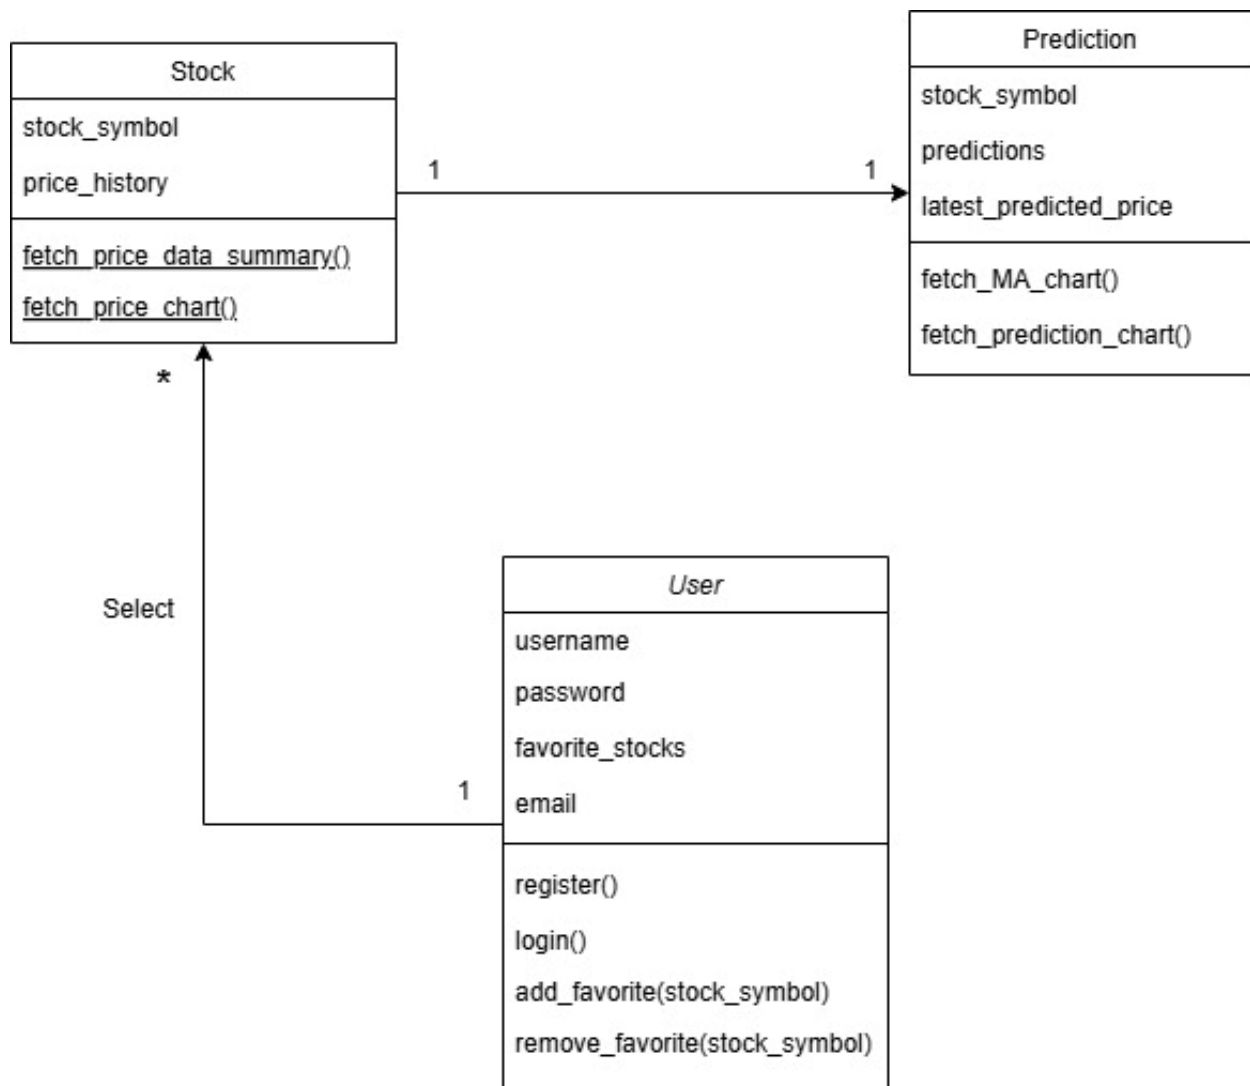 Stock
stock_symbol
price_history
fetch_price_data_summary()
fetch_price_chart()
1
1
Prediction
stock_symbol
predictions
latest_predicted_price
fetch_MA_chart()
fetch_prediction_chart()
*
Select
1
User
username
password
favorite_stocks
email
register()
login()
add_favorite(stock_symbol)
remove_favorite(stock_symbol)